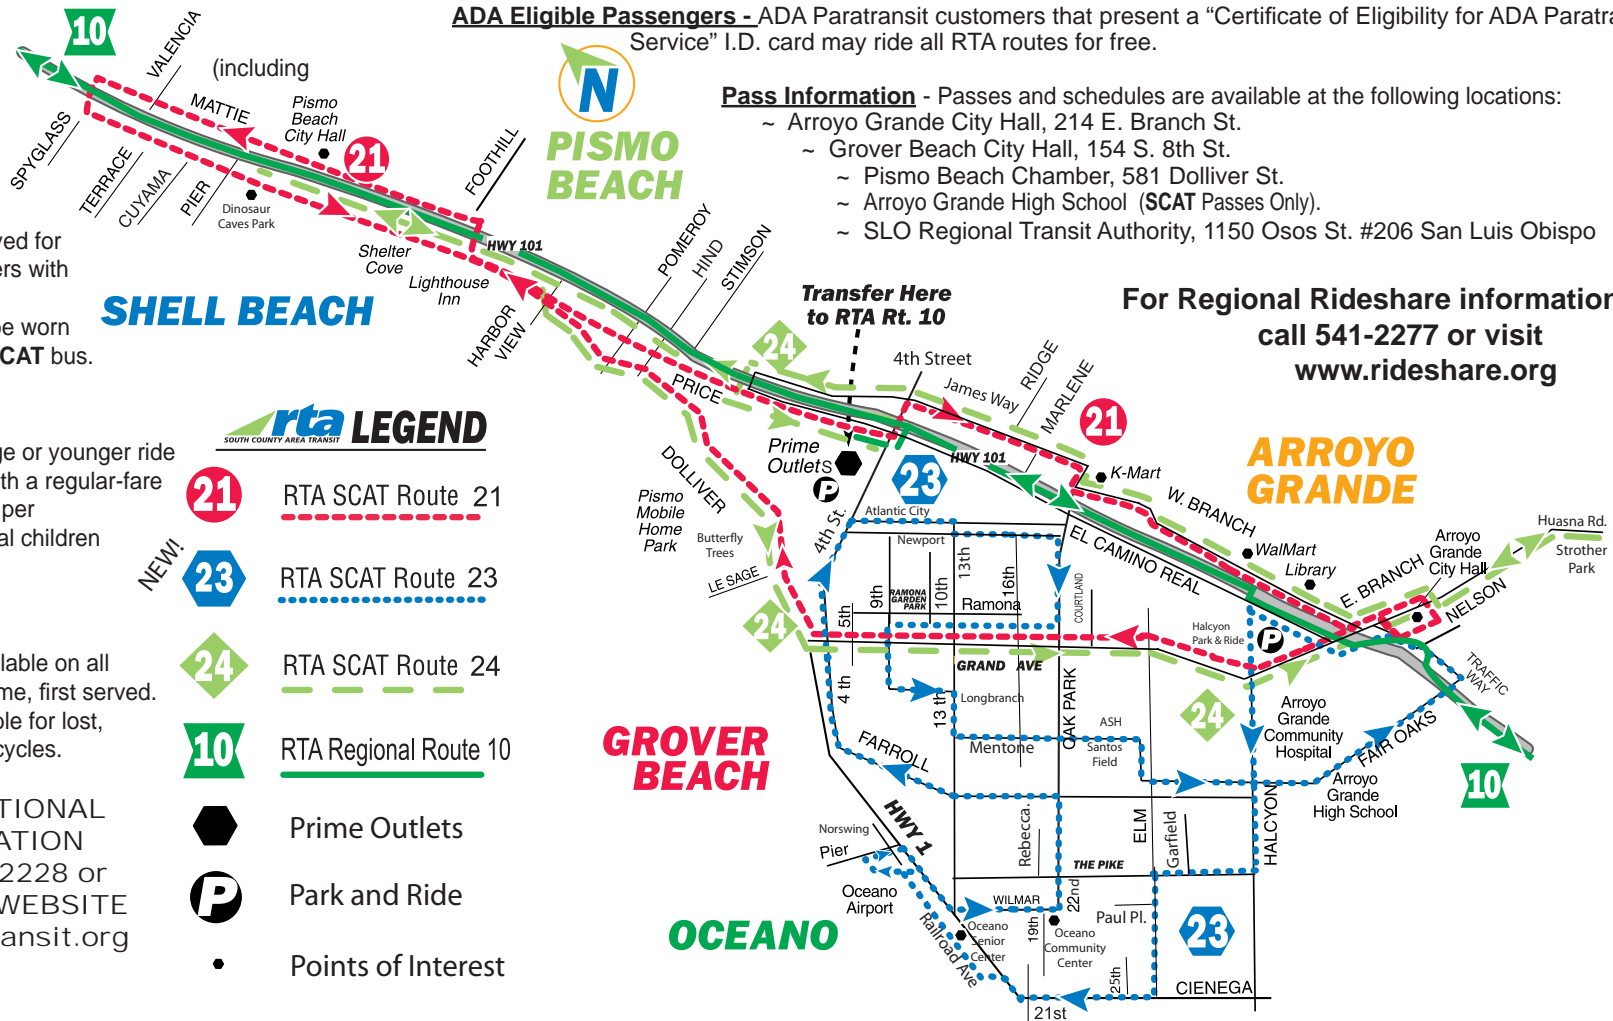 ADA Eligible Passengers - ADA Paratransit customers that present a “Certificate of Eligibility for ADA Paratra
Service” I.D. card may ride all RTA routes for free.
Pass Information - Passes and schedules are available at the following locations:
~ Arroyo Grande City Hall, 214 E. Branch St.
~ Grover Beach City Hall, 154 S. 8th St.
~ Pismo Beach Chamber, 581 Dolliver St.
~ Arroyo Grande High School (SCAT Passes Only).
~ SLO Regional Transit Authority, 1150 Osos St. #206 San Luis Obispo
For Regional Rideshare information
call 541-2277 or visit
www.rideshare.org
(including
10
VALENCIA
MATTIE
Pismo
Beach
City Hall
21
SPYGLASS
TERRACE
CUYAMA
PIER
Dinosaur
Caves Park
FOOTHILL
N
PISMO
BEACH
Shelter
Cove
Lighthouse
Inn
HWY 101
SHELL BEACH
HARBOR
VIEW
POMEROY
HIND
STIMSON
PRICE
Transfer Here
to RTA Rt. 10
24
4th Street
James Way
RIDGE
MARLENE
21
Prime
Outlets
P
23
HWY 101
K-Mart
ARROYO
GRANDE
W. BRANCH
DOLLIVER
Pismo
Mobile
Home
Park
Butterfly
Trees
LE SAGE
4th St.
Atlantic City
Newport
EL CAMINO REAL
WalMart
Library
Huasna Rd.
Strother
Park
Arroyo
Grande
City Hall
E. BRANCH
NELSON
24
5th
9th
RAMONA
GARDEN
PARK
10th
13th
16th
Ramona
COURTLAND
Halcyon
Park & Ride
P
GRAND AVE
TRAFFIC
WAY
4 th
Longbranch
13 th
OAK PARK
ASH
Santos
Field
24
Mentone
Arroyo
Grande
Community
Hospital
FAIR OAKS
Arroyo
Grande
High School
10
GROVER
BEACH
FARROLL
HWY 1
Norswing
Pier
Rebecca.
ELM
Garfield
HALCYON
THE PIKE
Oceano
Airport
WILMAR
22nd
Paul Pl.
OCEANO
Railroad Ave
Oceano
Senior
Center
19th
Oceano
Community
Center
25th
23
CIENEGA
21st
ved for
ers with
be worn
SCAT bus.
ge or younger ride
th a regular-fare
per
al children
lable on all
me, first served.
ble for lost,
cycles.
TIONAL
ATION
2228 or
WEBSITE
ansit.org
rta LEGEND
SOUTH COUNTY AREA TRANSIT
21 RTA SCAT Route 21
NEW!
23 RTA SCAT Route 23
24 RTA SCAT Route 24
10 RTA Regional Route 10
Prime Outlets
P Park and Ride
Points of Interest